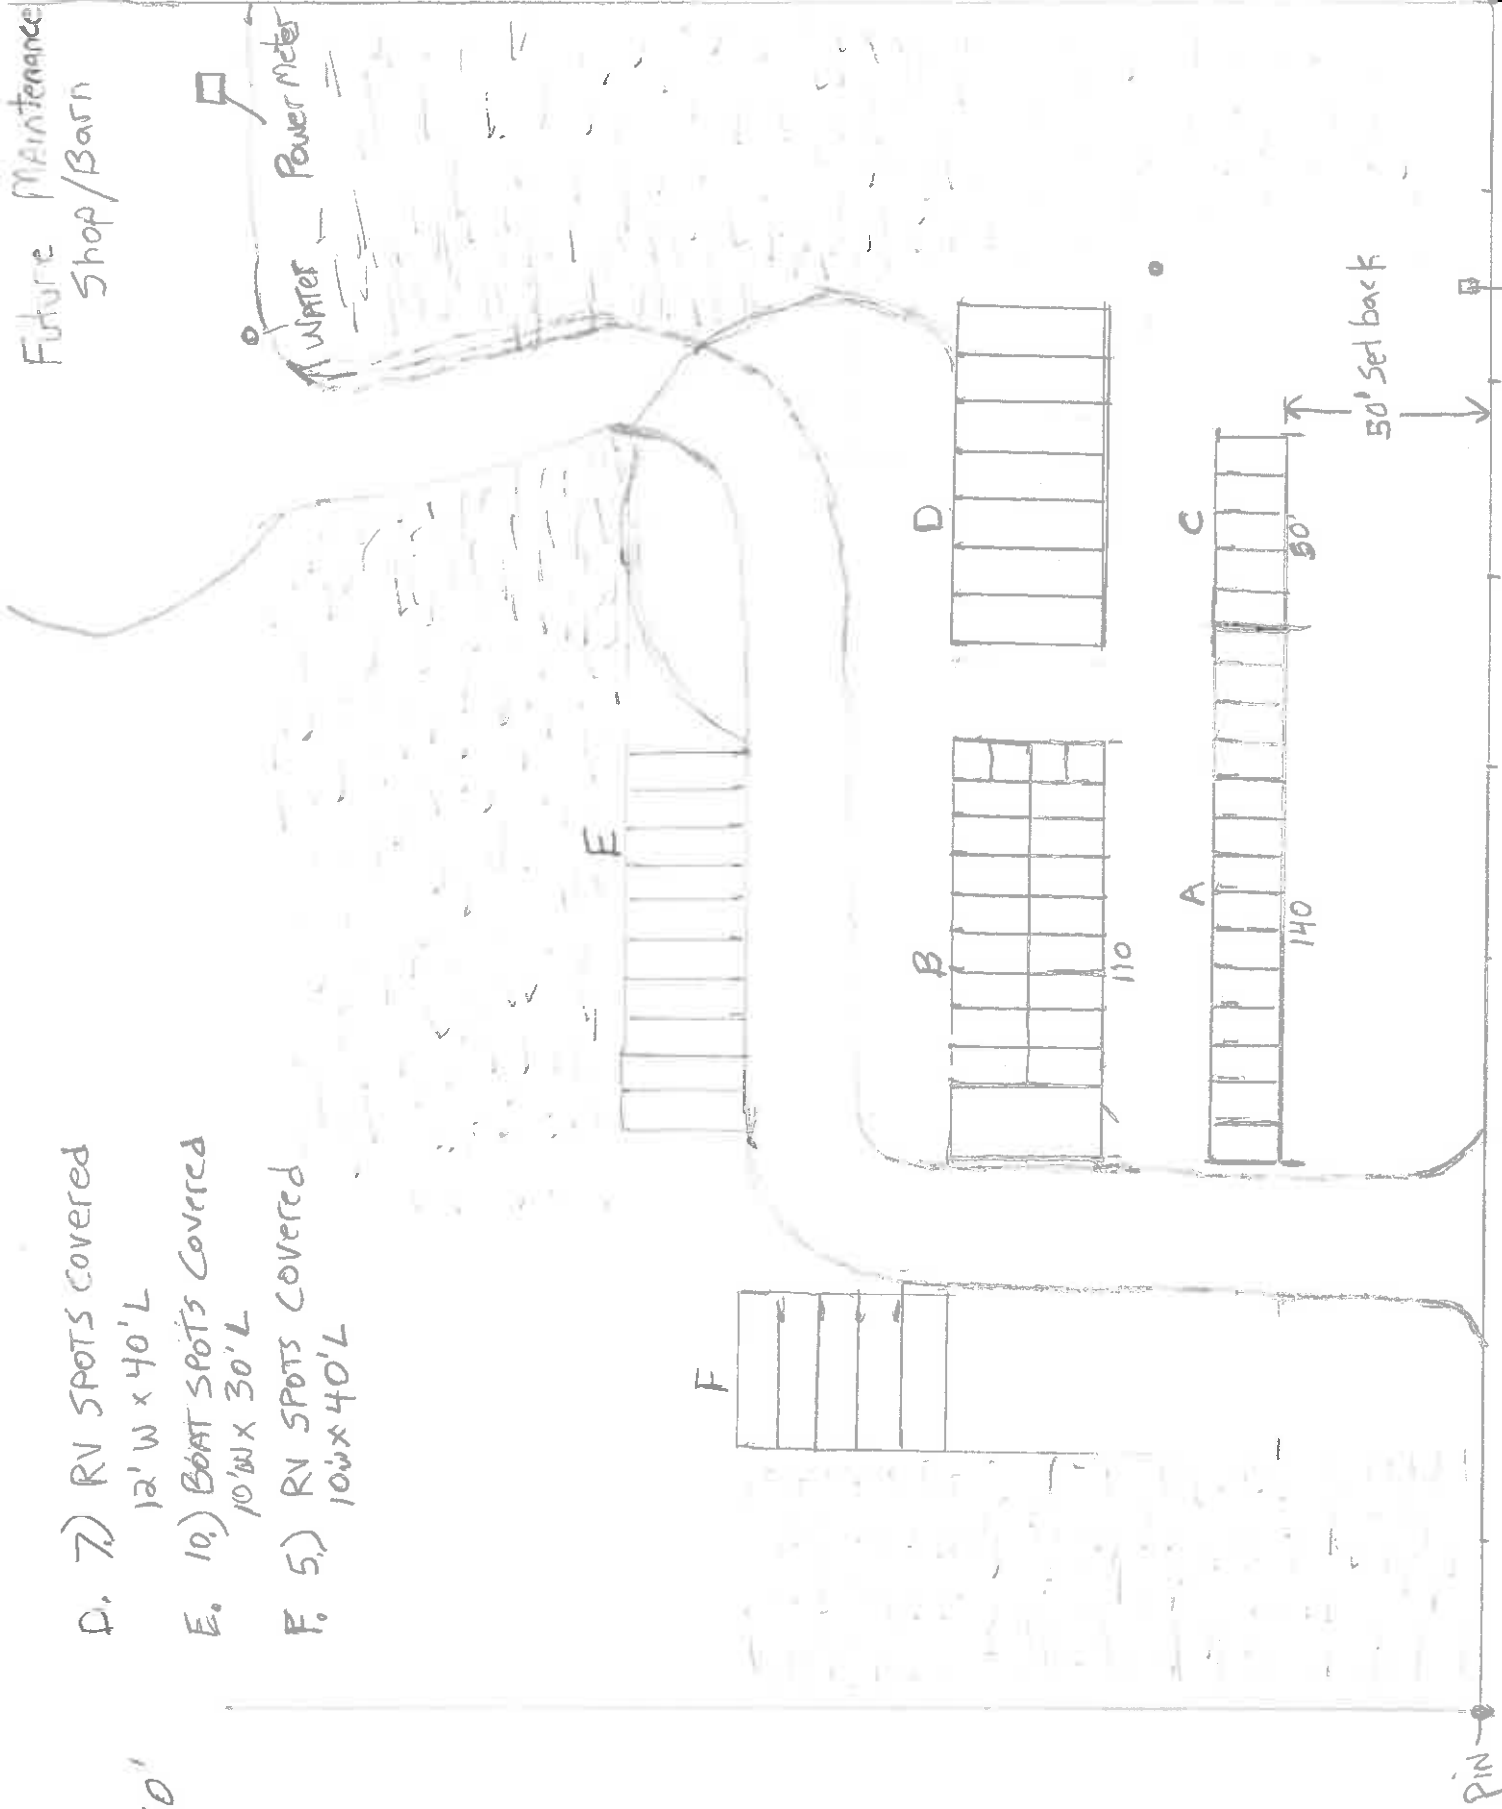 D. 7.) RV SPOTS Covered
12' W x 40' L
E. 10.) BOAT SPOTS Covered
10'W X 30' L
F. 5.) RV SPOTS Covered
10'W x 40' L
Future Maintenance
Shop/Barn
Water
Power Meter
E
F
B
110
D
A
140
C
50'
50' Set back
PIN